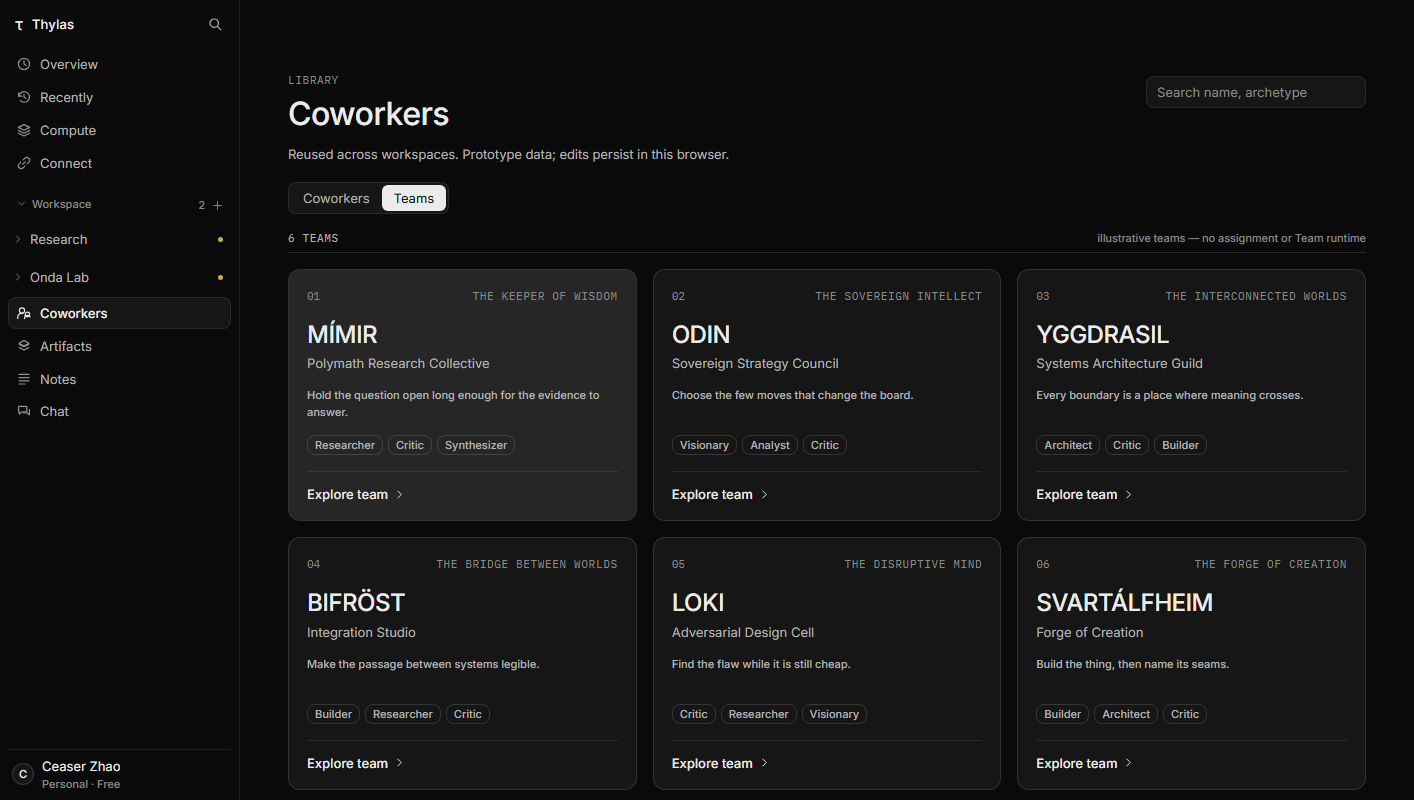 τ Thylas
Overview
Recently
Compute
Connect
Workspace 2 +
Research
Onda Lab
Coworkers
Artifacts
Notes
Chat
C
Ceaser Zhao
Personal · Free
LIBRARY
Coworkers
Search name, archetype
Reused across workspaces. Prototype data; edits persist in this browser.
Coworkers Teams
6 TEAMS illustrative teams — no assignment or Team runtime
01 THE KEEPER OF WISDOM
MÍMIR
Polymath Research Collective
Hold the question open long enough for the evidence to
answer.
Researcher Critic Synthesizer
Explore team
02 THE SOVEREIGN INTELLECT
ODIN
Sovereign Strategy Council
Choose the few moves that change the board.
Visionary Analyst Critic
Explore team
03 THE INTERCONNECTED WORLDS
YGGDRASIL
Systems Architecture Guild
Every boundary is a place where meaning crosses.
Architect Critic Builder
Explore team
04 THE BRIDGE BETWEEN WORLDS
BIFRÖST
Integration Studio
Make the passage between systems legible.
Builder Researcher Critic
Explore team
05 THE DISRUPTIVE MIND
LOKI
Adversarial Design Cell
Find the flaw while it is still cheap.
Critic Researcher Visionary
Explore team
06 THE FORGE OF CREATION
SVARTÁLFHEIM
Forge of Creation
Build the thing, then name its seams.
Builder Architect Critic
Explore team